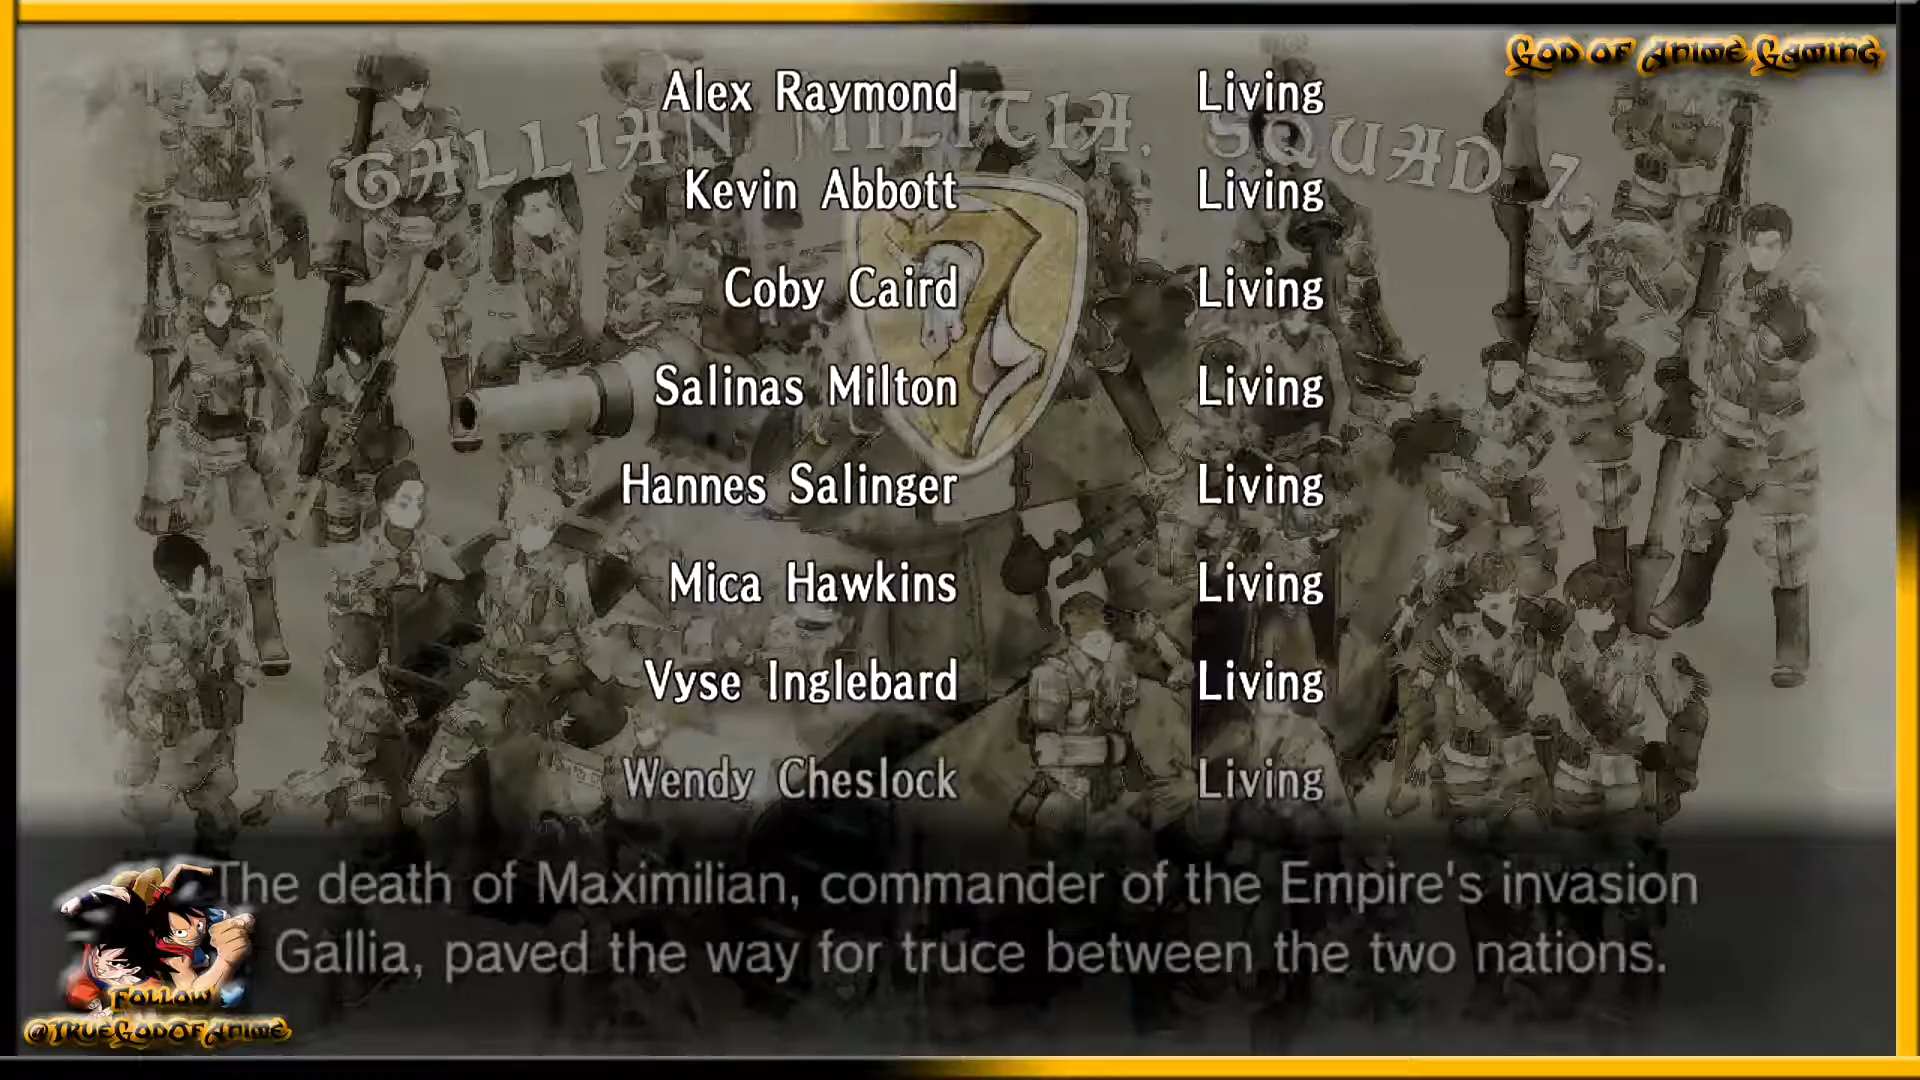 God of Anime Gaming
GALLIAN MILITIA, SQUAD 7
Alex Raymond Living
Kevin Abbott Living
Coby Caird Living
Salinas Milton Living
Hannes Salinger Living
Mica Hawkins Living
Vyse Inglebard Living
Wendy Cheslock Living
The death of Maximilian, commander of the Empire's invasion
Gallia, paved the way for truce between the two nations.
Follow
@TrueGodOfAnime